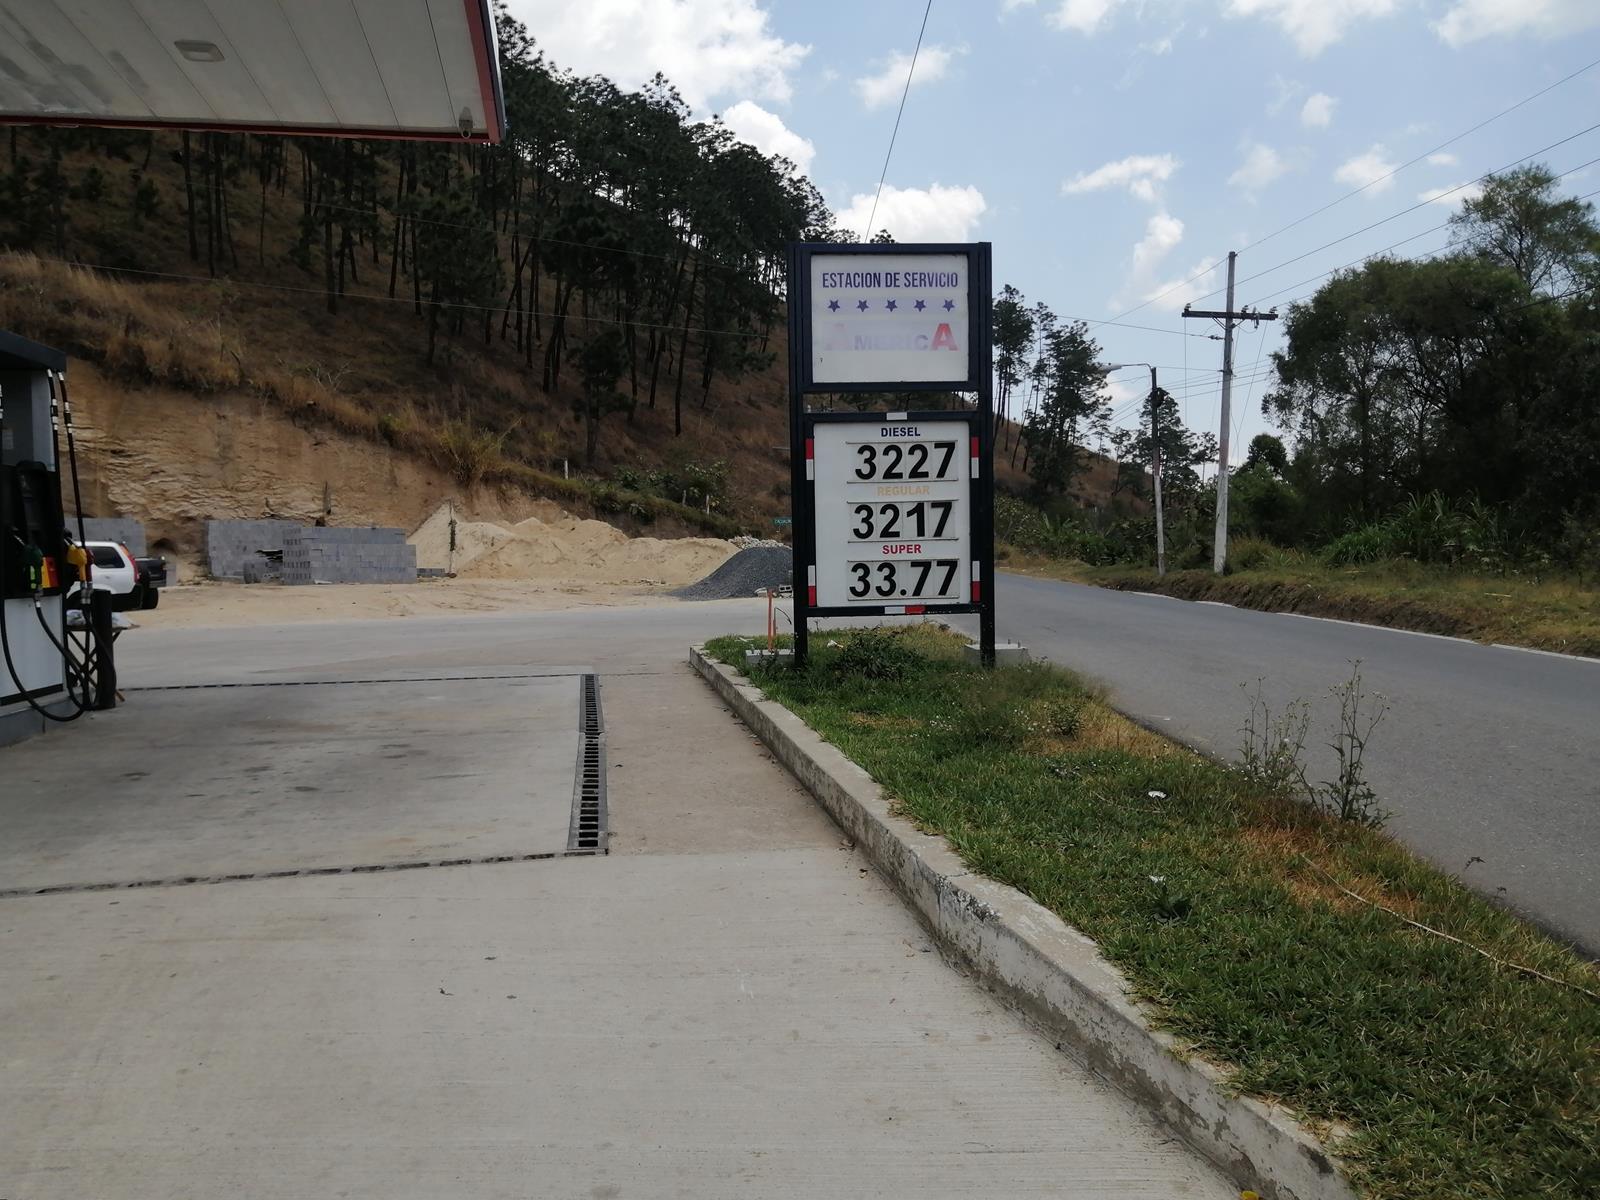 ESTACION DE SERVICIO
AMERICA
DIESEL
3227
REGULAR
3217
SUPER
33.77